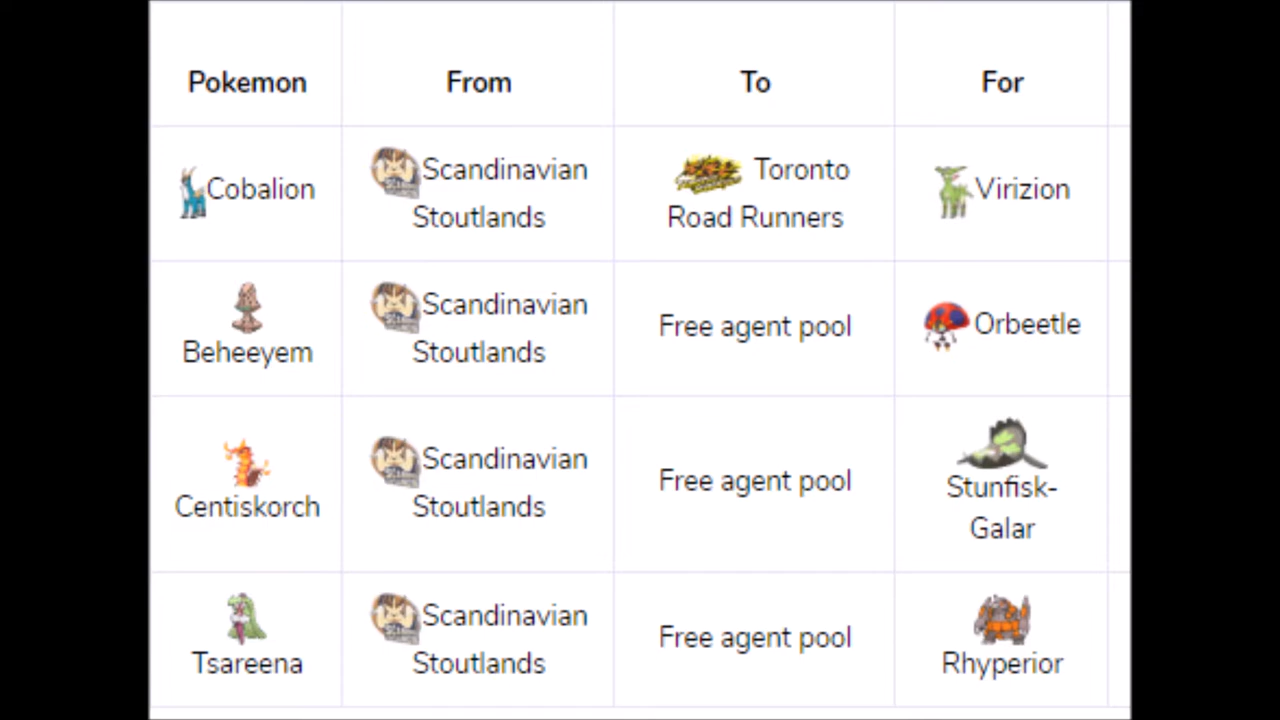 Pokemon From To For
Cobalion Scandinavian Stoutlands Toronto Road Runners Virizion
Beheeyem Scandinavian Stoutlands Free agent pool Orbeetle
Centiskorch Scandinavian Stoutlands Free agent pool Stunfisk-Galar
Tsareena Scandinavian Stoutlands Free agent pool Rhyperior